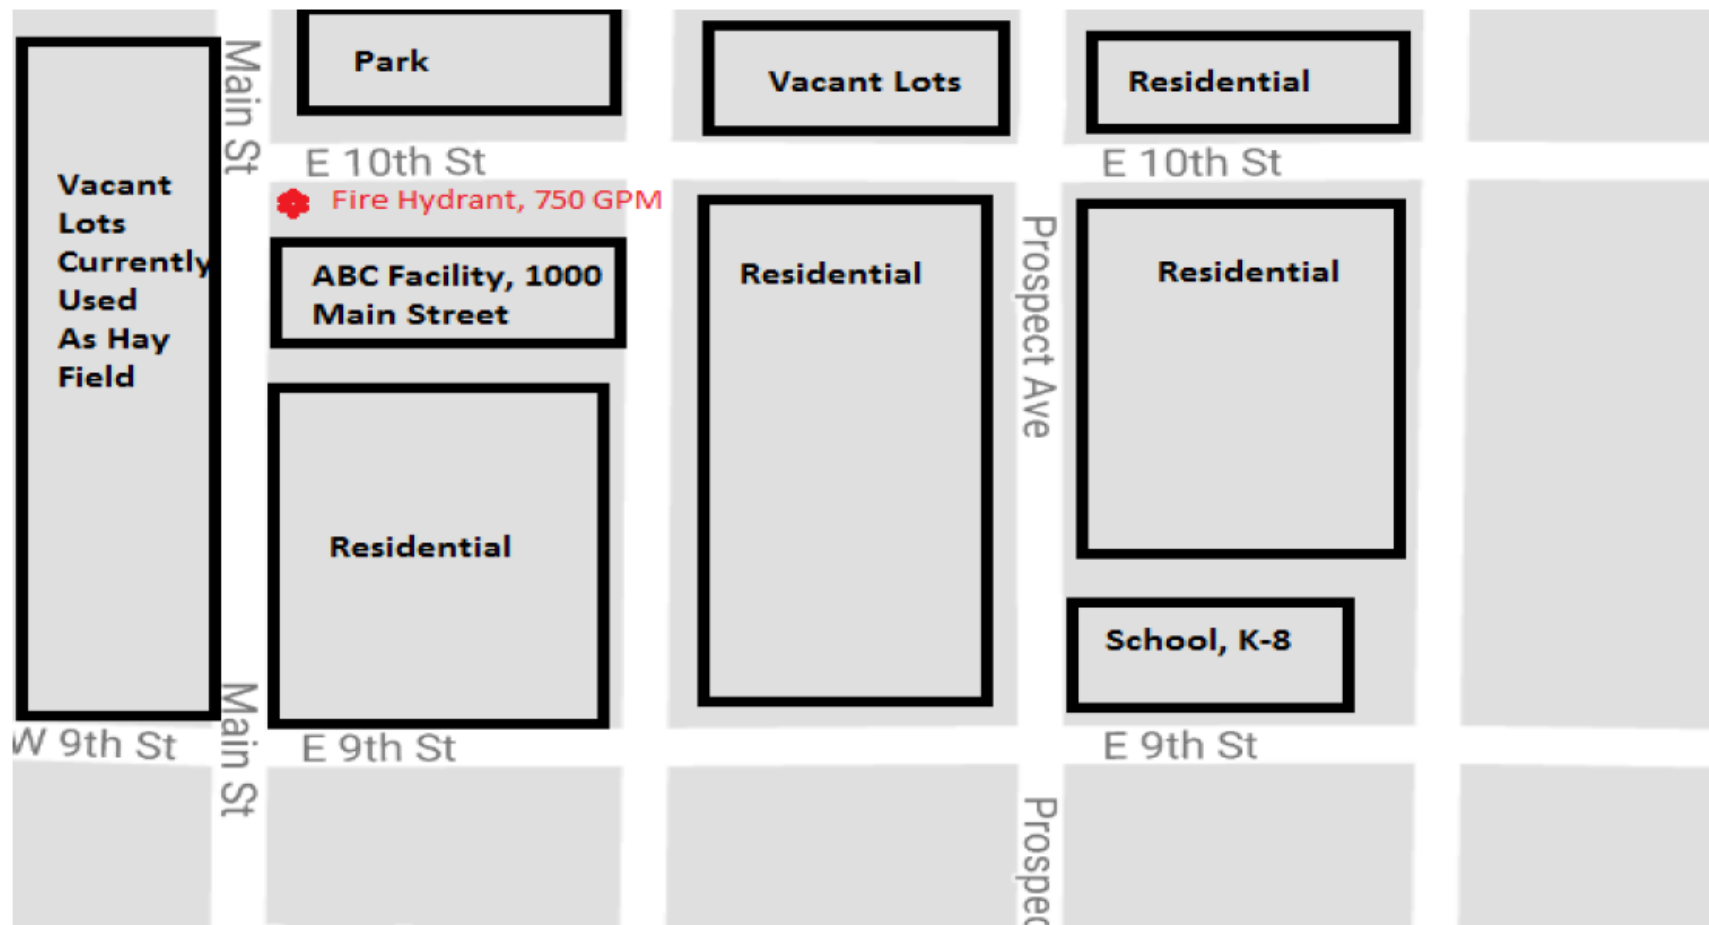 Main St
Park
Vacant Lots
Residential
E 10th St
E 10th St
Vacant
Lots
Currently
Used
As Hay
Field
Fire Hydrant, 750 GPM
ABC Facility, 1000
Main Street
Residential
Prospect Ave
Residential
Residential
School, K-8
Main St
W 9th St
E 9th St
E 9th St
Prospec